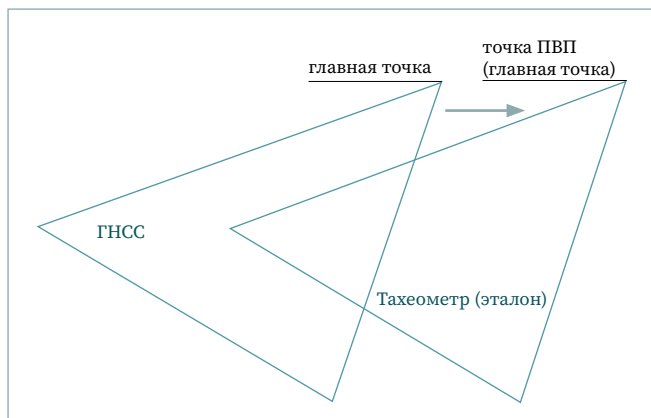 главная точка
точка ПВП
(главная точка)
ГНСС
Тахеометр (эталон)